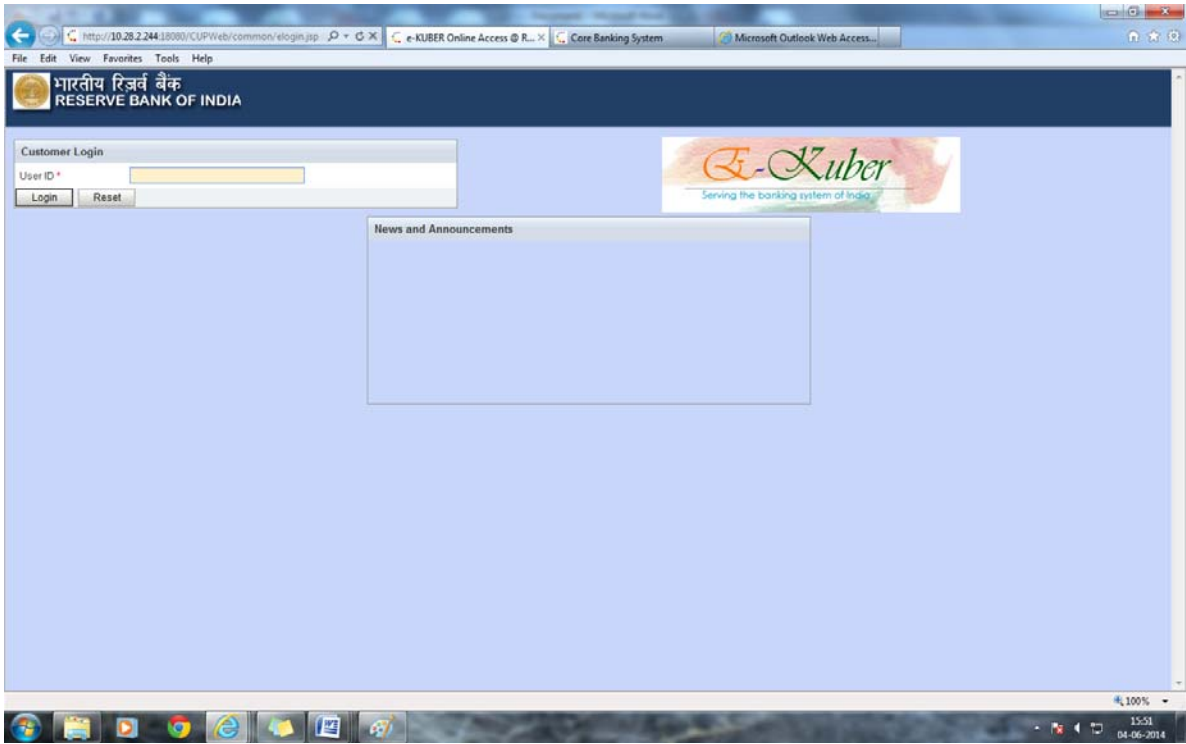 http://10.28.2.244:18080/CUPWeb/common/elogin.jsp
e-KUBER Online Access @ R...
Core Banking System
Microsoft Outlook Web Access...
File Edit View Favorites Tools Help
भारतीय रिज़र्व बैंक
RESERVE BANK OF INDIA
Customer Login
User ID *
Login Reset
E-Kuber
Serving the banking system of India
News and Announcements
100%
15:51
04-06-2014